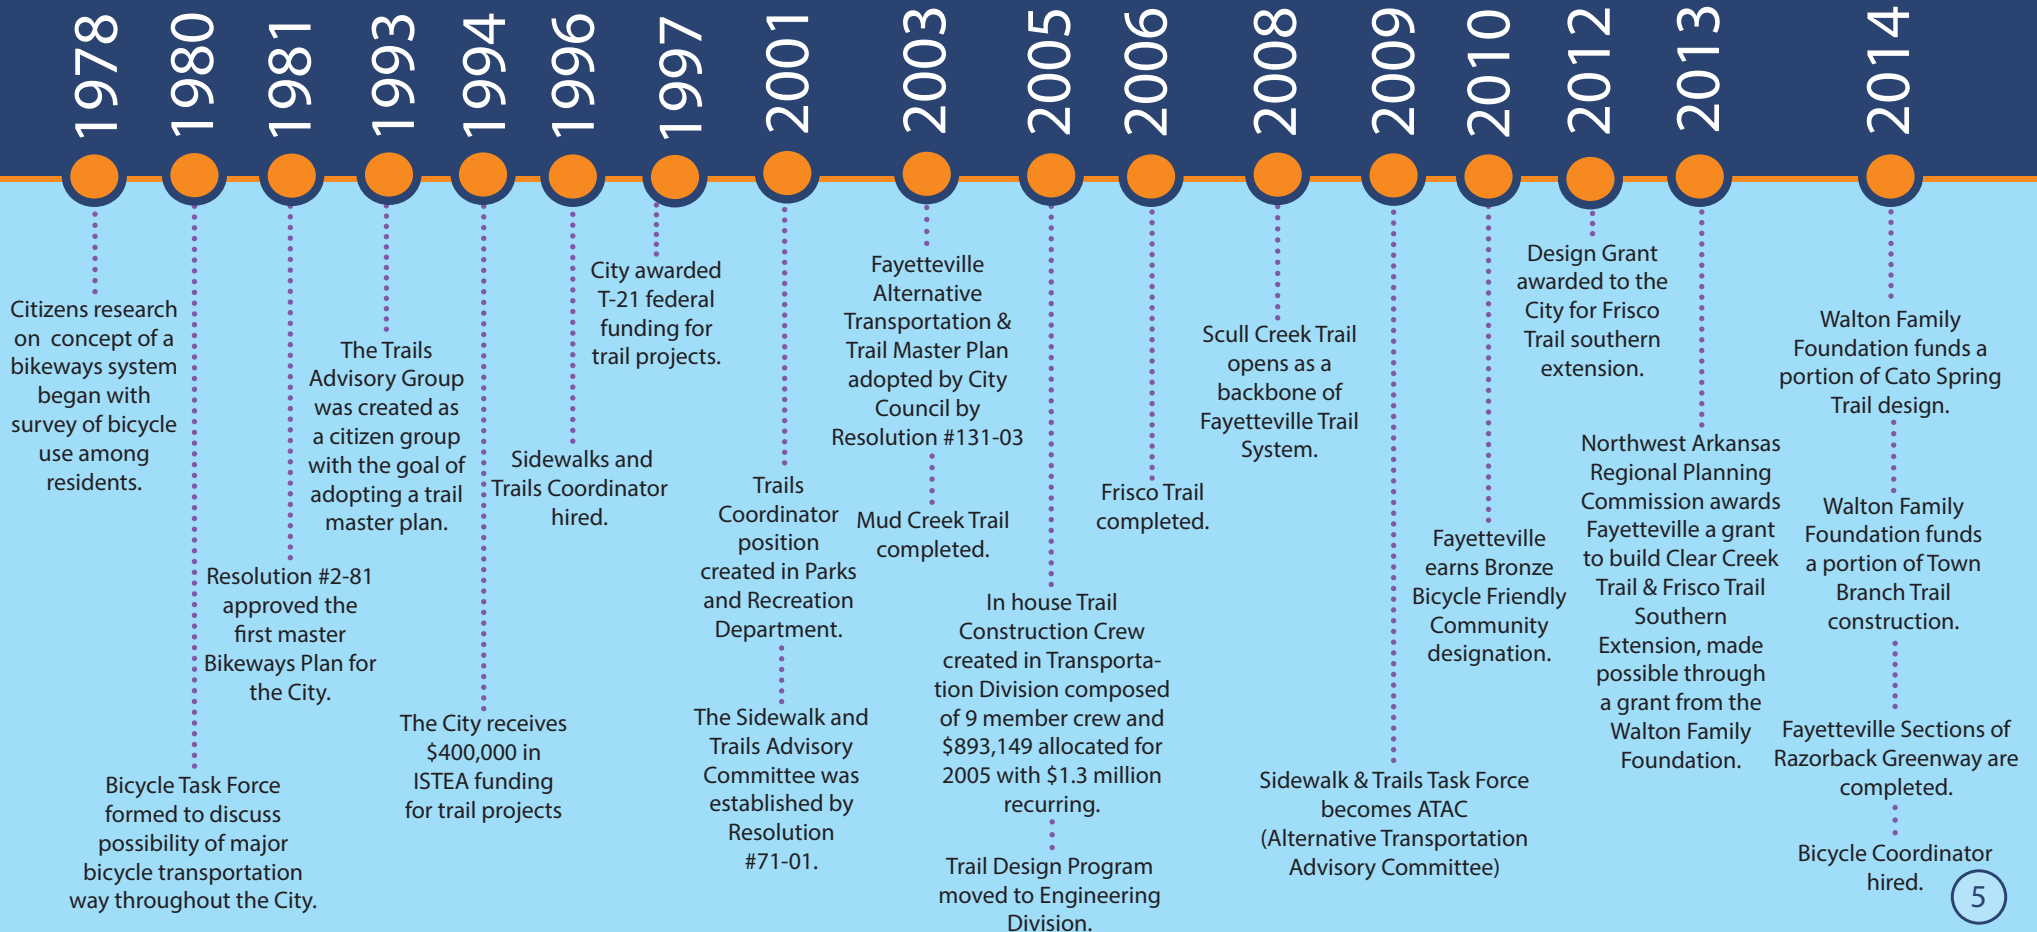 1978
1980
1981
1993
1994
1996
1997
2001
2003
2005
2006
2008
2009
2010
2012
2013
2014
Citizens research
on concept of a
bikeways system
began with
survey of bicycle
use among
residents.
Bicycle Task Force
formed to discuss
possibility of major
bicycle transportation
way throughout the City.
Resolution #2-81
approved the
first master
Bikeways Plan for
the City.
The Trails
Advisory Group
was created as
a citizen group
with the goal of
adopting a trail
master plan.
The City receives
$400,000 in
ISTEA funding
for trail projects
Sidewalks and
Trails Coordinator
hired.
City awarded
T-21 federal
funding for
trail projects.
Trails
Coordinator
position
created in Parks
and Recreation
Department.
The Sidewalk and
Trails Advisory
Committee was
established by
Resolution
#71-01.
Fayetteville
Alternative
Transportation &
Trail Master Plan
adopted by City
Council by
Resolution #131-03
Mud Creek Trail
completed.
In house Trail
Construction Crew
created in Transporta-
tion Division composed
of 9 member crew and
$893,149 allocated for
2005 with $1.3 million
recurring.
Trail Design Program
moved to Engineering
Division.
Frisco Trail
completed.
Scull Creek Trail
opens as a
backbone of
Fayetteville Trail
System.
Sidewalk & Trails Task Force
becomes ATAC
(Alternative Transportation
Advisory Committee)
Fayetteville
earns Bronze
Bicycle Friendly
Community
designation.
Design Grant
awarded to the
City for Frisco
Trail southern
extension.
Northwest Arkansas
Regional Planning
Commission awards
Fayetteville a grant
to build Clear Creek
Trail & Frisco Trail
Southern
Extension, made
possible through
a grant from the
Walton Family
Foundation.
Walton Family
Foundation funds a
portion of Cato Spring
Trail design.
Walton Family
Foundation funds
a portion of Town
Branch Trail
construction.
Fayetteville Sections of
Razorback Greenway are
completed.
Bicycle Coordinator
hired.
5